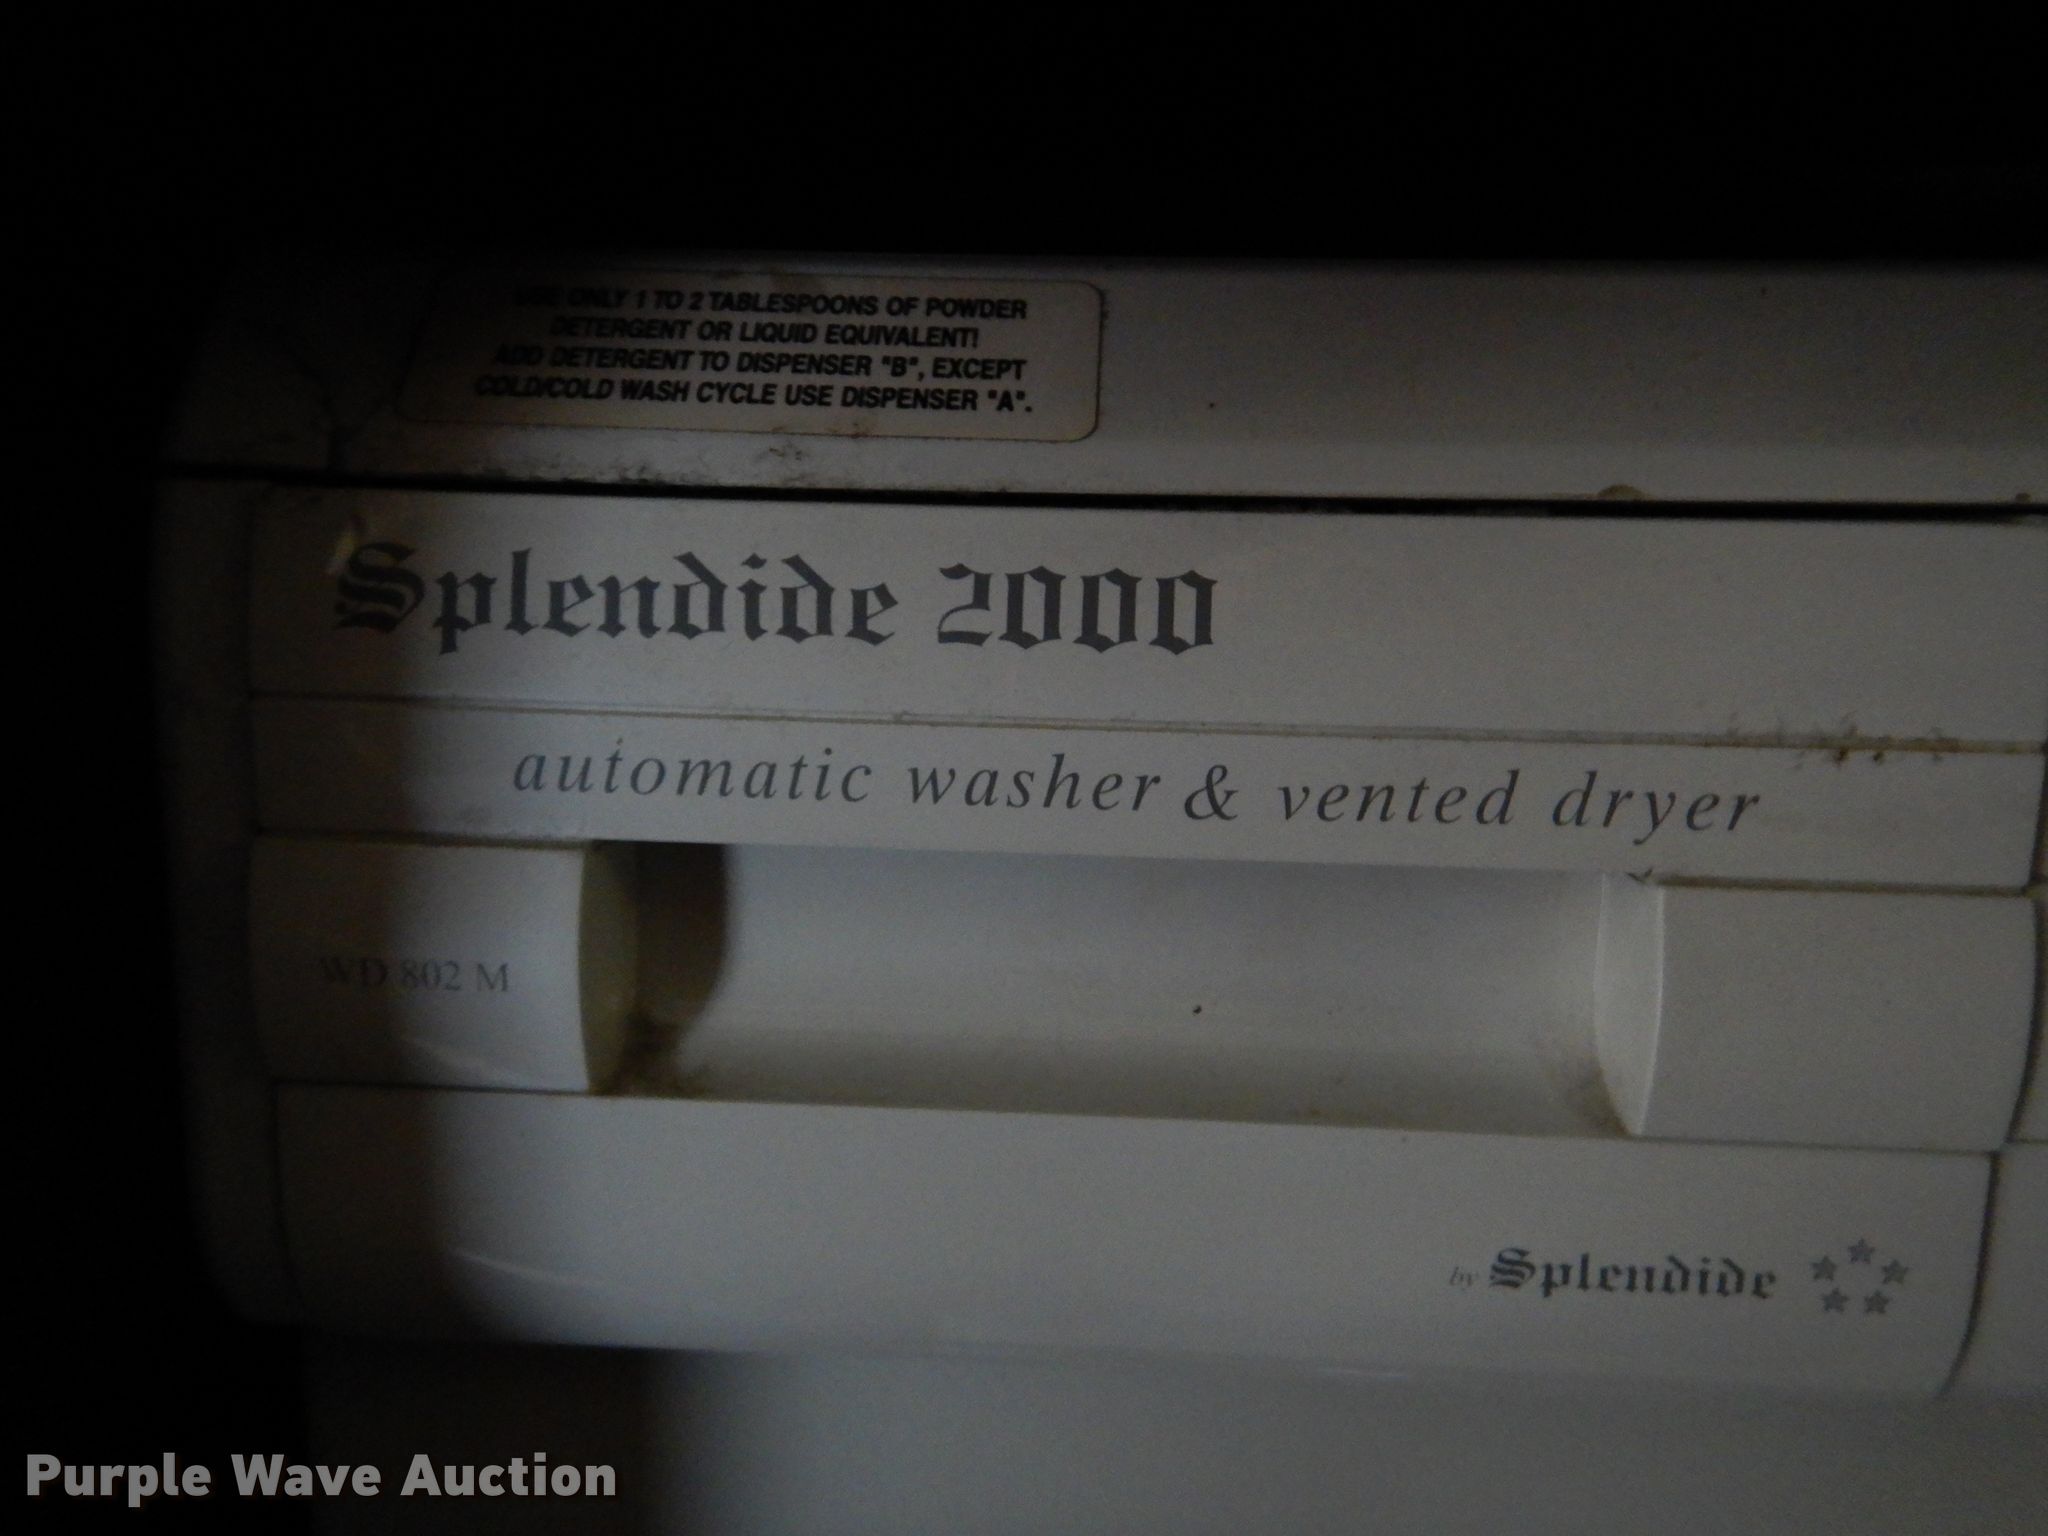 USE ONLY 1 TO 2 TABLESPOONS OF POWDER
DETERGENT OR LIQUID EQUIVALENT!
ADD DETERGENT TO DISPENSER "B", EXCEPT
COLD/COLD WASH CYCLE USE DISPENSER "A".
Splendide 2000
automatic washer & vented dryer
WD 802 M
by Splendide
Purple Wave Auction